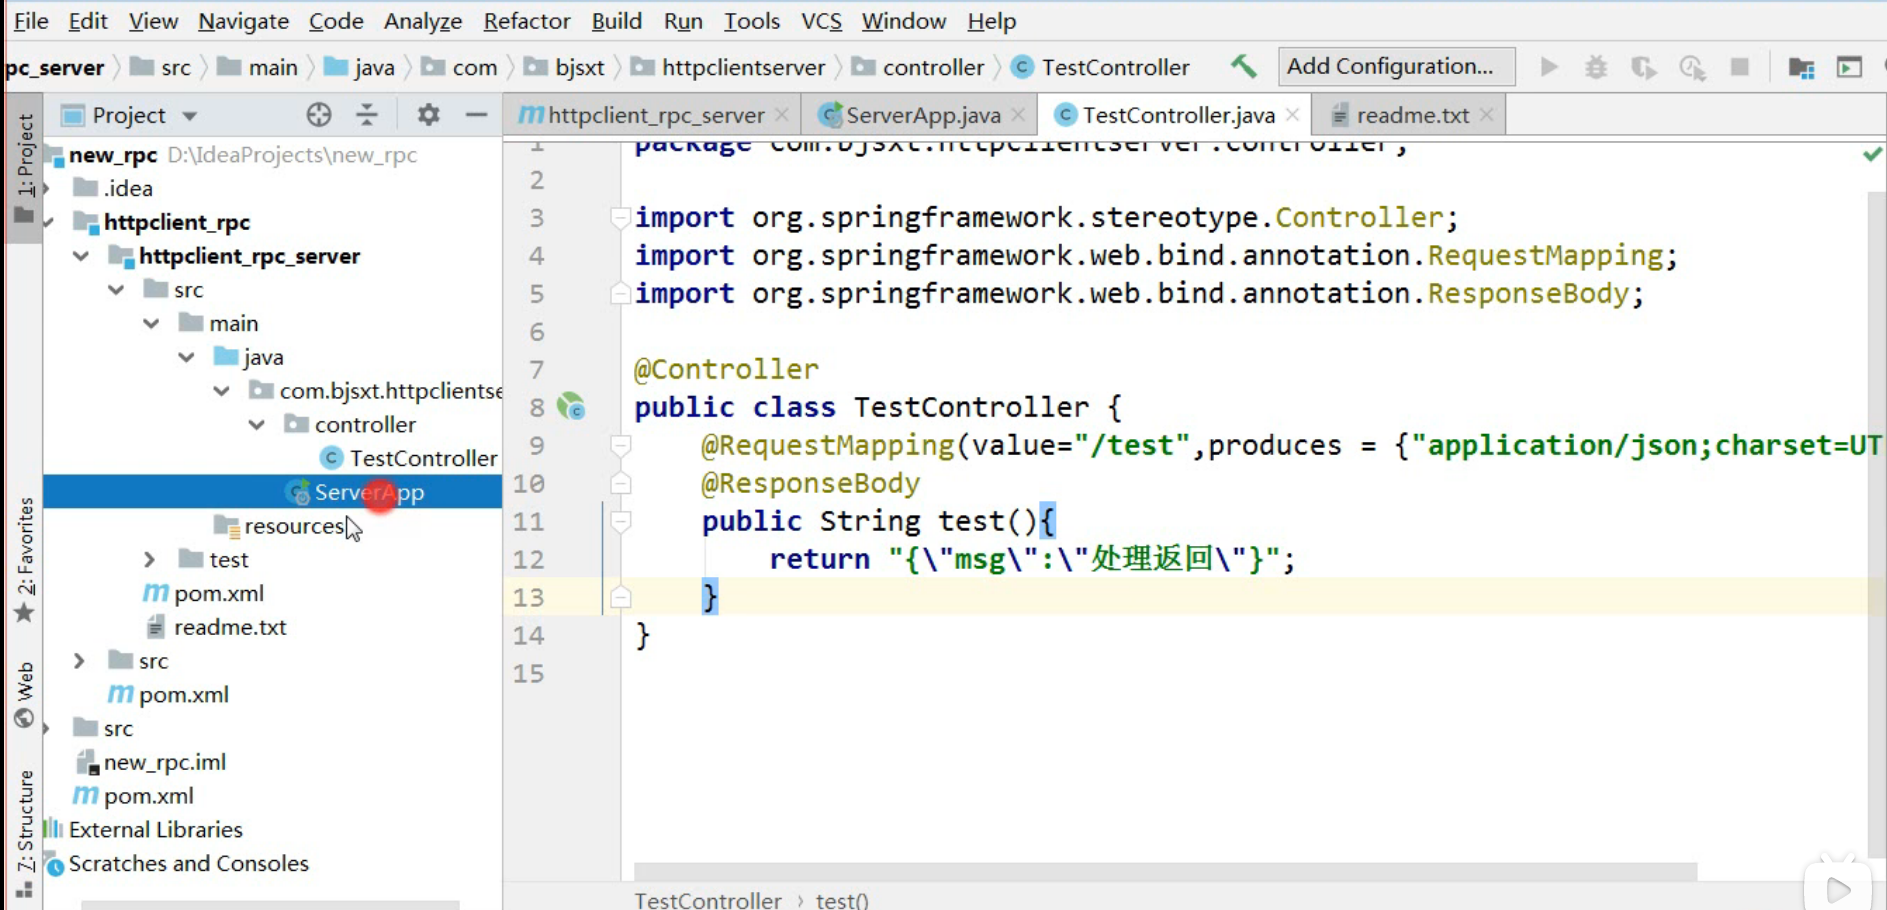 File Edit View Navigate Code Analyze Refactor Build Run Tools VCS Window Help
pc_server src main java com bjsxt httpclientserver controller TestController Add Configuration...
Project
httpclient_rpc_server ServerApp.java TestController.java readme.txt
1: Project
2: Favorites
Web
7: Structure
new_rpc D:\IdeaProjects\new_rpc
.idea
httpclient_rpc
httpclient_rpc_server
src
main
java
com.bjsxt.httpclientse
controller
TestController
ServerApp
resources
test
pom.xml
readme.txt
src
pom.xml
src
new_rpc.iml
pom.xml
External Libraries
Scratches and Consoles
1 package com.bjsxt.httpclientserver.controller;
2
3 import org.springframework.stereotype.Controller;
4 import org.springframework.web.bind.annotation.RequestMapping;
5 import org.springframework.web.bind.annotation.ResponseBody;
6
7 @Controller
8 public class TestController {
9 @RequestMapping(value="/test",produces = {"application/json;charset=UT
10 @ResponseBody
11 public String test(){
12 return "{\"msg\":\"处理返回\"}";
13 }
14 }
15
TestController › test()